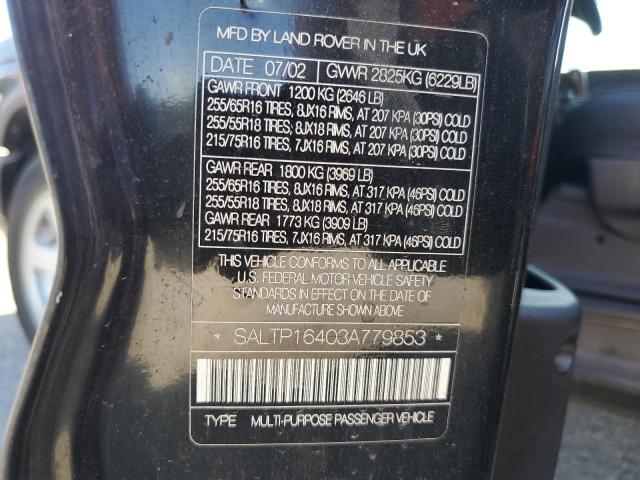 MFD BY LAND ROVER IN THE UK
DATE 07/02 GWWR 2825KG (6229LB)
GAWR FRONT 1200 KG (2646 LB)
255/65R16 TIRES, 8JX16 RIMS, AT 207 KPA (30PSI) COLD
255/55R18 TIRES, 8JX18 RIMS, AT 207 KPA (30PSI) COLD
215/75R16 TIRES, 7JX16 RIMS, AT 207 KPA (30PSI) COLD
GAWR REAR 1800 KG (3969 LB)
255/65R16 TIRES, 8JX16 RIMS, AT 317 KPA (46PSI) COLD
255/55R18 TIRES, 8JX18 RIMS, AT 317 KPA (46PSI) COLD
GAWR REAR 1773 KG (3909 LB)
215/75R16 TIRES, 7JX16 RIMS, AT 317 KPA (46PSI) COLD
THIS VEHICLE CONFORMS TO ALL APPLICABLE
U.S. FEDERAL MOTOR VEHICLE SAFETY
STANDARDS IN EFFECT ON THE DATE OF
MANUFACTURE SHOWN ABOVE
* SALTP16403A779853 *
TYPE MULTI-PURPOSE PASSENGER VEHICLE